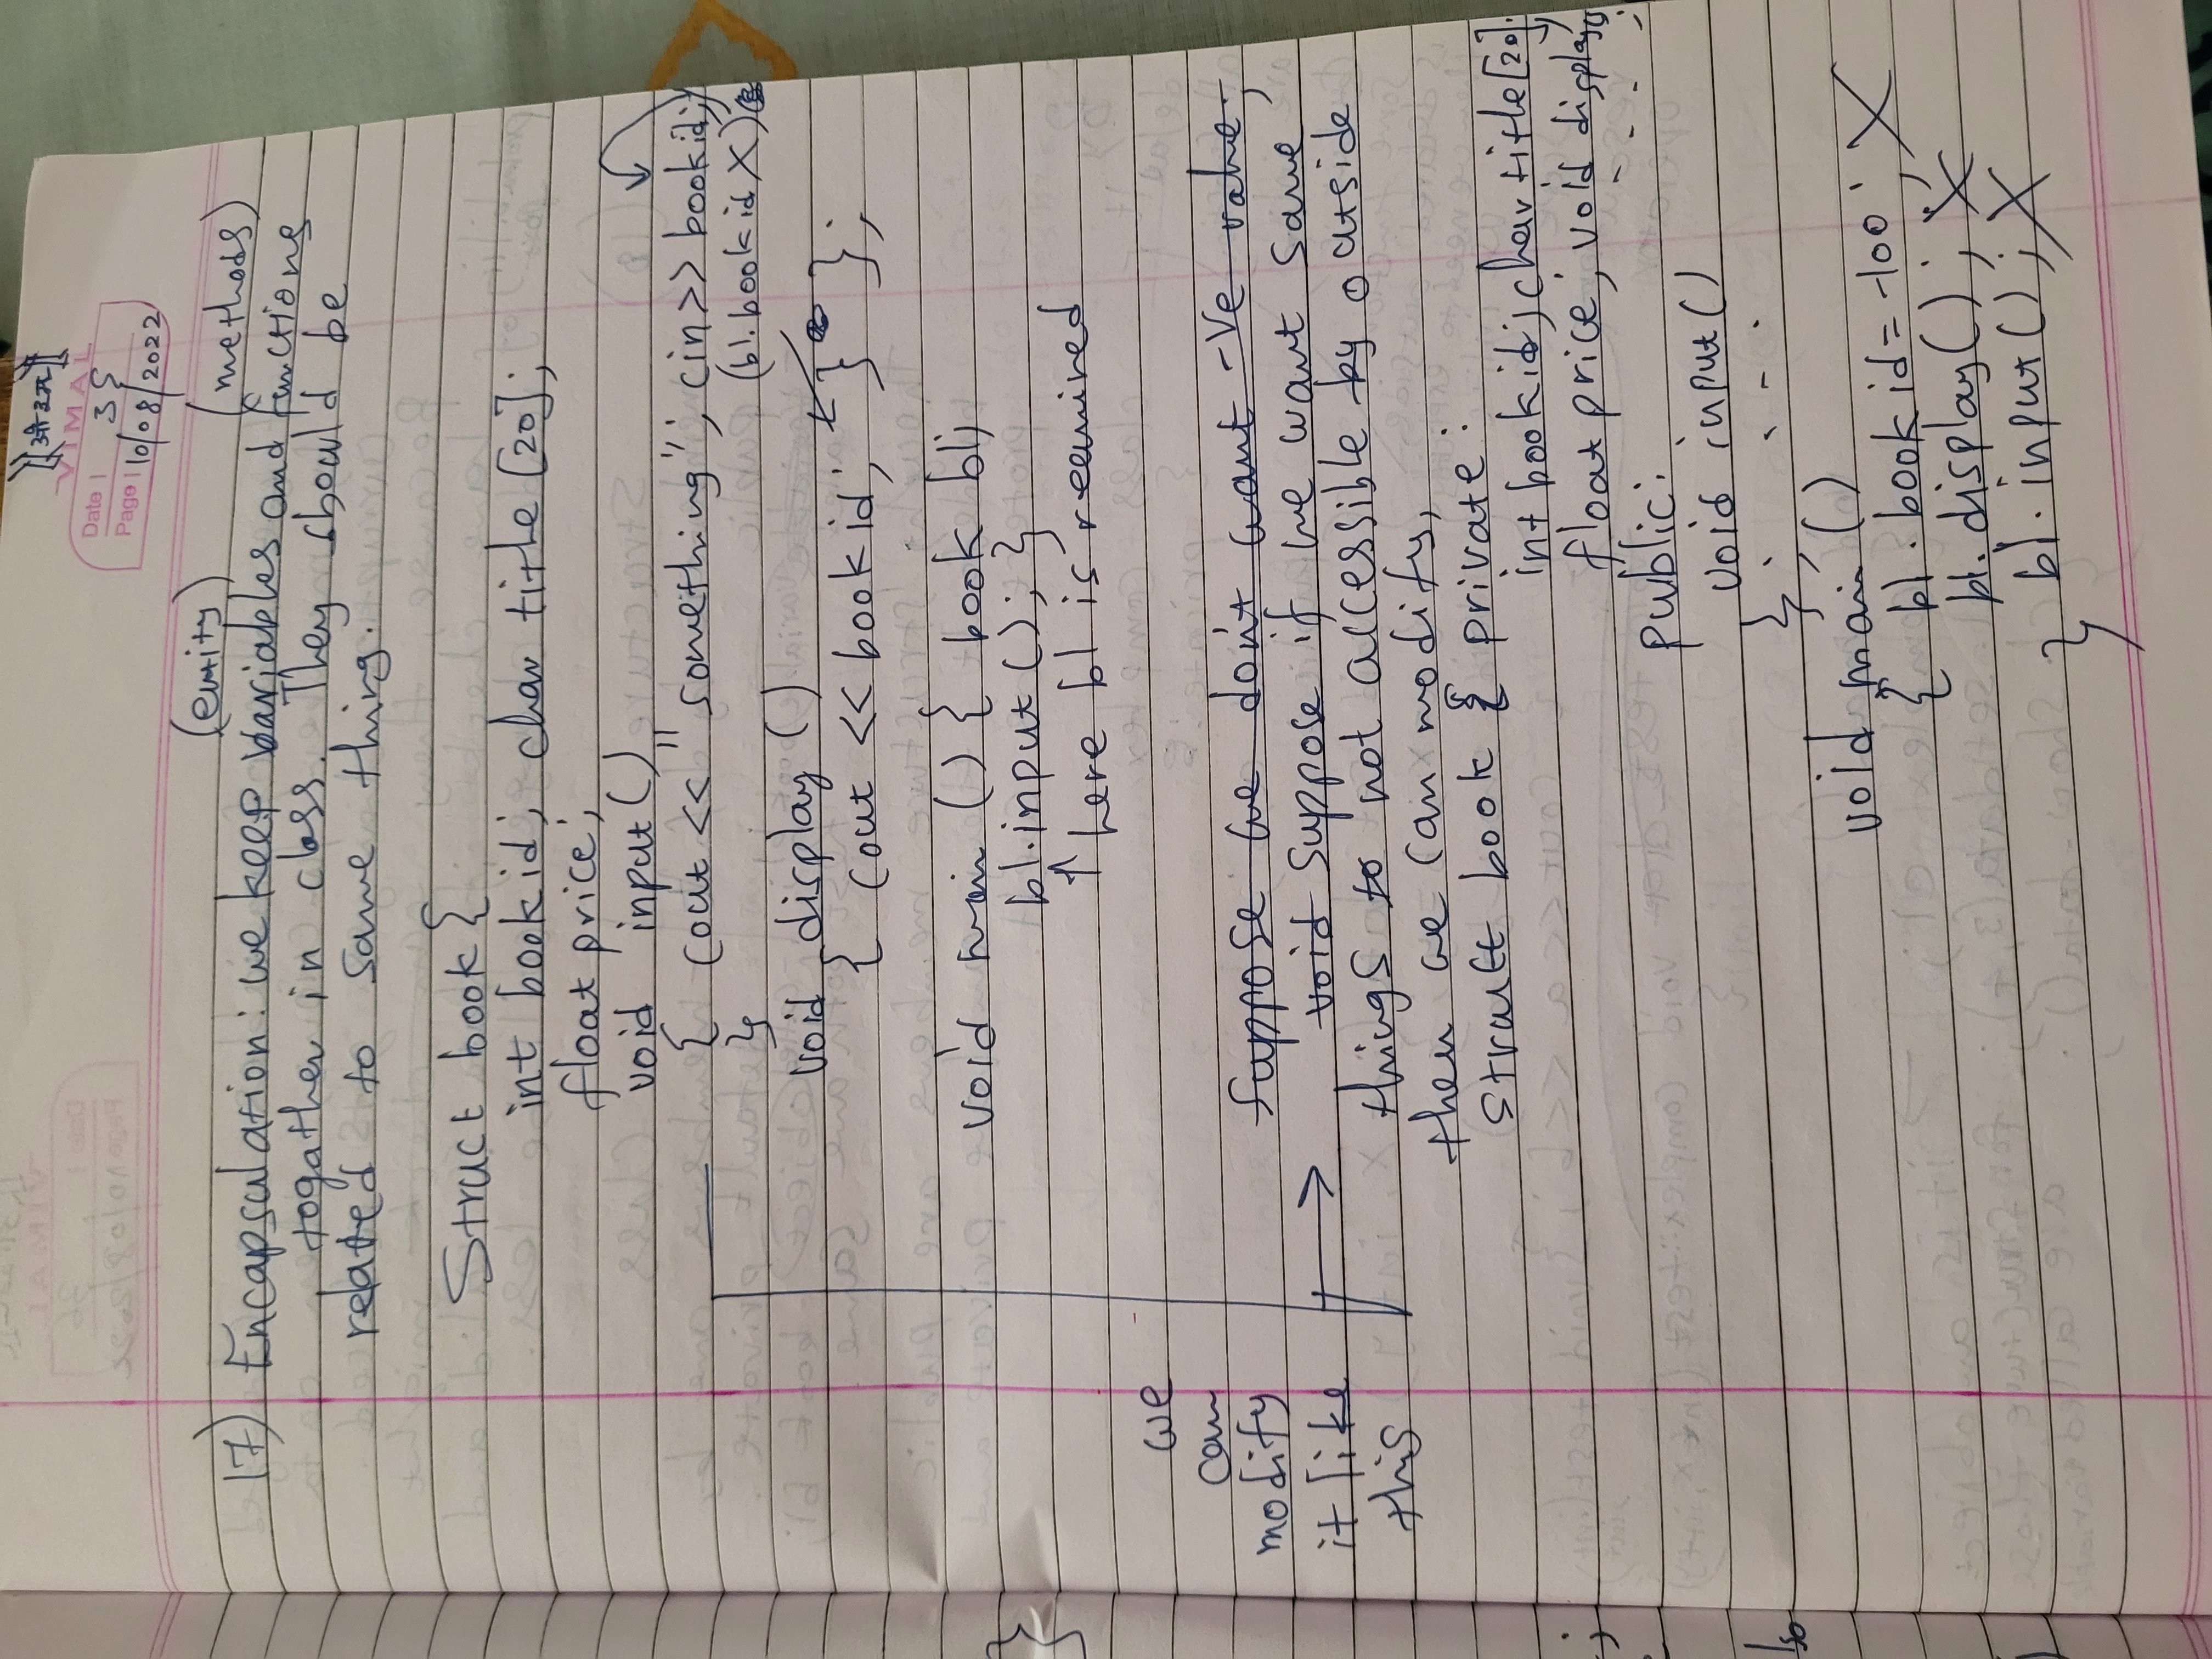 ॥ओ३म॥
VIMAL
Date | 35
Page | 10/08/2022
(entity) (methods)
17) Encapsulation: we keep variables and functions
togather in class. They should be
related to same thing.
Struct book {
int bookid; char title [20];
float price;
void input()
{ cout << "something"; cin>> bookid;
} (b1.bookid X)
void display ()
{ cout << bookid; } };
void main () { book b1;
b1.input (); }
↑ here b1 is required
we
can
modify
it like
this
Suppose we don't want -ve value,
void suppose if we want some
things to not accessible by outside
then we can modify,
struct book { private:
int bookid; char title [20];
float price; void display()
- - -
public:
void input()
}; - - .
void main ()
{ b1.bookid = -100; X
b1.display(); X
b1.input(); X
}
};
;